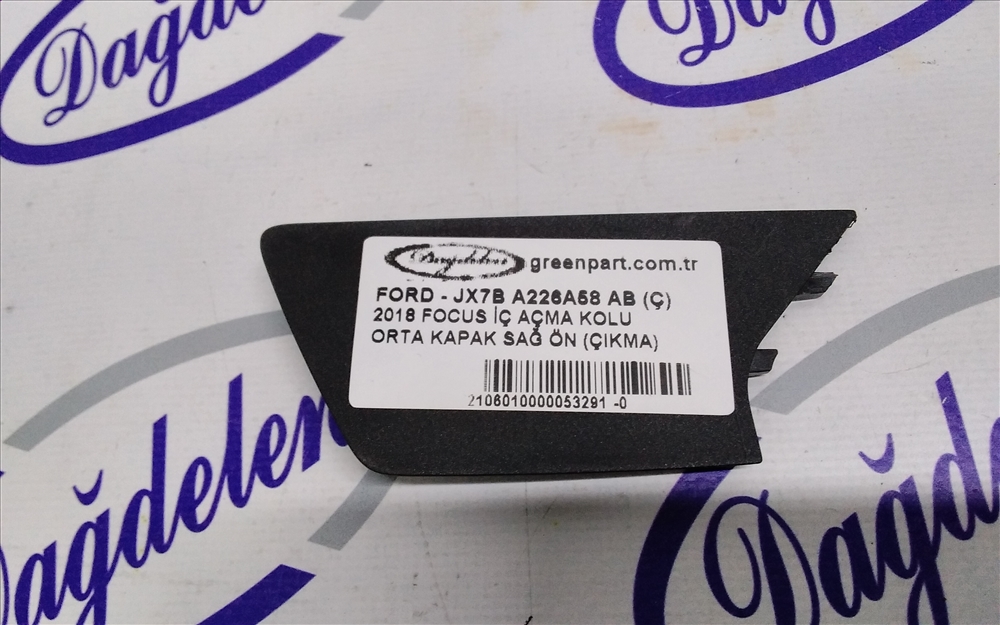 Dağdelen
Dağdelen
greenpart.com.tr
FORD - JX7B A226A58 AB (Ç)
2018 FOCUS İÇ AÇMA KOLU
ORTA KAPAK SAĞ ÖN (ÇIKMA)
2106010000053291 -0
Dağdelen
Dağdelen